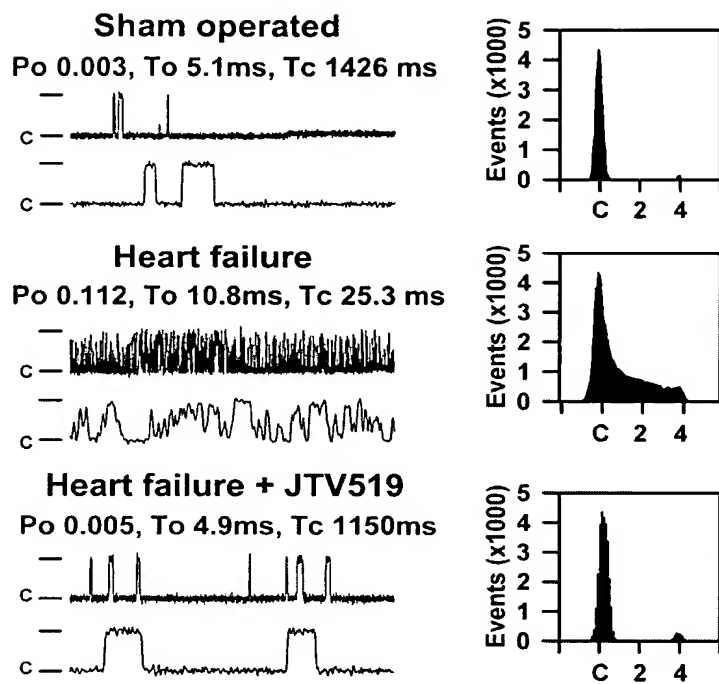 Sham operated
Po 0.003, To 5.1ms, Tc 1426 ms
C
C
Events (x1000)
5
4
3
2
1
0
C 2 4
Heart failure
Po 0.112, To 10.8ms, Tc 25.3 ms
C
C
Events (x1000)
5
4
3
2
1
0
C 2 4
Heart failure + JTV519
Po 0.005, To 4.9ms, Tc 1150ms
C
C
Events (x1000)
5
4
3
2
1
0
C 2 4